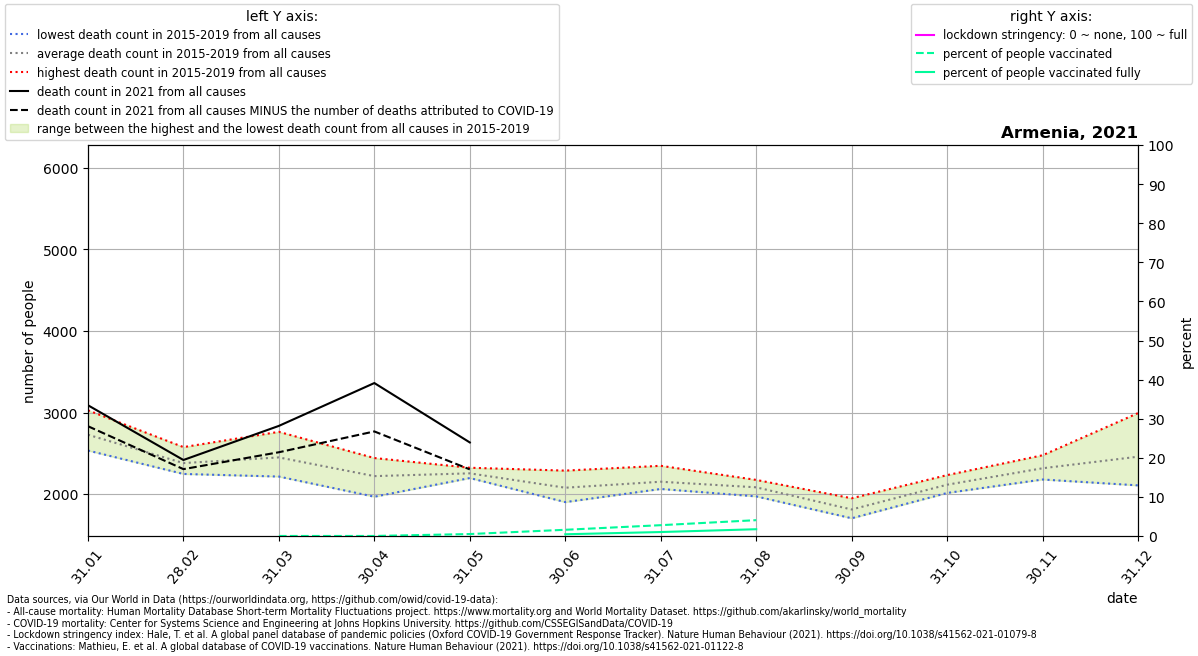 left Y axis:
lowest death count in 2015-2019 from all causes
average death count in 2015-2019 from all causes
highest death count in 2015-2019 from all causes
death count in 2021 from all causes
death count in 2021 from all causes MINUS the number of deaths attributed to COVID-19
range between the highest and the lowest death count from all causes in 2015-2019
right Y axis:
lockdown stringency: 0 ~ none, 100 ~ full
percent of people vaccinated
percent of people vaccinated fully
Armenia, 2021
6000
5000
4000
3000
2000
number of people
100
90
80
70
60
50
40
30
20
10
0
percent
31.01
28.02
31.03
30.04
31.05
30.06
31.07
31.08
30.09
31.10
30.11
31.12
date
Data sources, via Our World in Data (https://ourworldindata.org, https://github.com/owid/covid-19-data):
- All-cause mortality: Human Mortality Database Short-term Mortality Fluctuations project. https://www.mortality.org and World Mortality Dataset. https://github.com/akarlinsky/world_mortality
- COVID-19 mortality: Center for Systems Science and Engineering at Johns Hopkins University. https://github.com/CSSEGISandData/COVID-19
- Lockdown stringency index: Hale, T. et al. A global panel database of pandemic policies (Oxford COVID-19 Government Response Tracker). Nature Human Behaviour (2021). https://doi.org/10.1038/s41562-021-01079-8
- Vaccinations: Mathieu, E. et al. A global database of COVID-19 vaccinations. Nature Human Behaviour (2021). https://doi.org/10.1038/s41562-021-01122-8